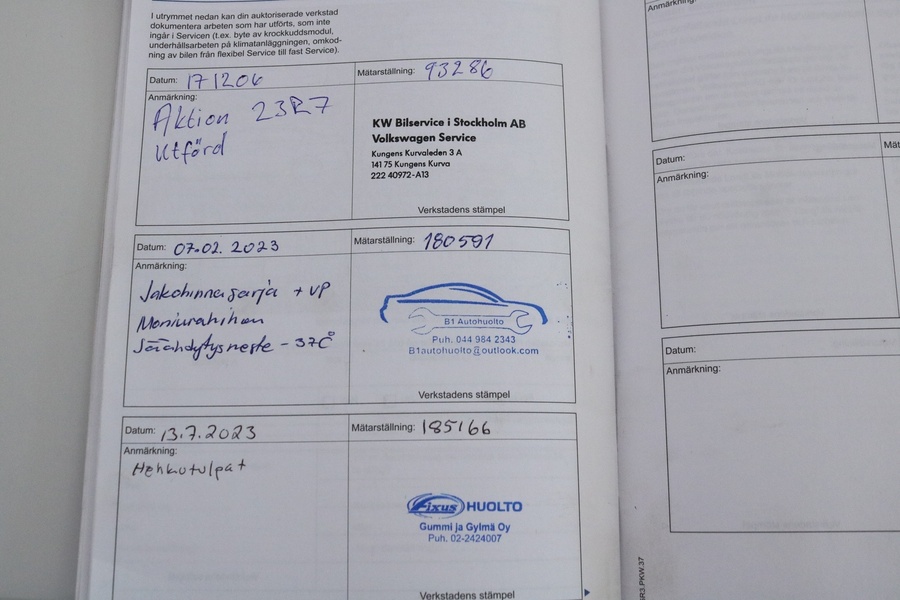 I utrymmet nedan kan din auktoriserade verkstad
dokumentera arbeten som har utförts, som inte
ingår i Servicen (t.ex. byte av krockkuddsmodul,
underhållsarbeten på klimatanläggningen, omkod-
ning av bilen från flexibel Service till fast Service).
Datum: 171206
Mätarställning: 93286
Anmärkning:
Aktion 23R7
Utförd
KW Bilservice i Stockholm AB
Volkswagen Service
Kungens Kurvaleden 3 A
141 75 Kungens Kurva
222 40972-A13
Verkstadens stämpel
Datum: 07.02. 2023
Mätarställning: 180591
Anmärkning:
Jakohinnasarja + VP
Moniurahihna
Jäähdytysneste -37C°
B1 Autohuolto
Puh. 044 984 2343
B1autohuolto@outlook.com
Verkstadens stämpel
Datum: 13.7.2023
Mätarställning: 185166
Anmärkning:
Hehkutulpat
Fixus HUOLTO
Gummi ja Gylmä Oy
Puh. 02-2424007
Verkstadens stämpel
Anmärkning:
Datum:
Mät
Anmärkning:
Datum:
Anmärkning:
SR3.PKW.37